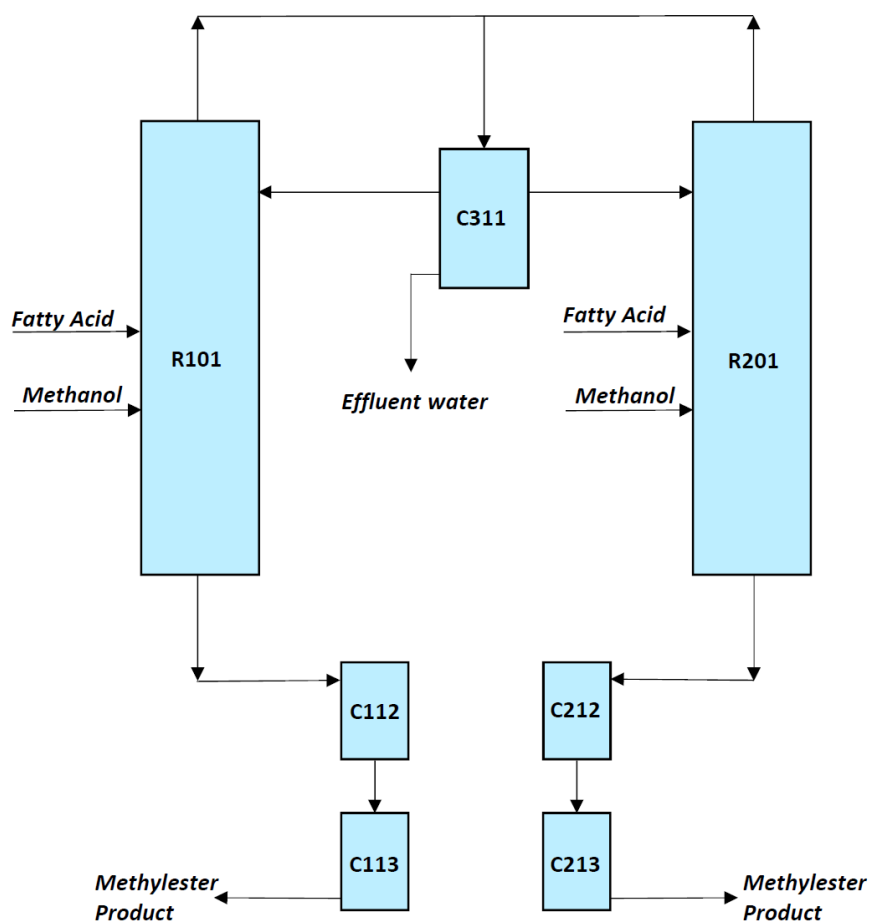 C311
Fatty Acid
R101
Methanol
Effluent water
Fatty Acid
R201
Methanol
C112
C212
C113
C213
Methylester
Product
Methylester
Product